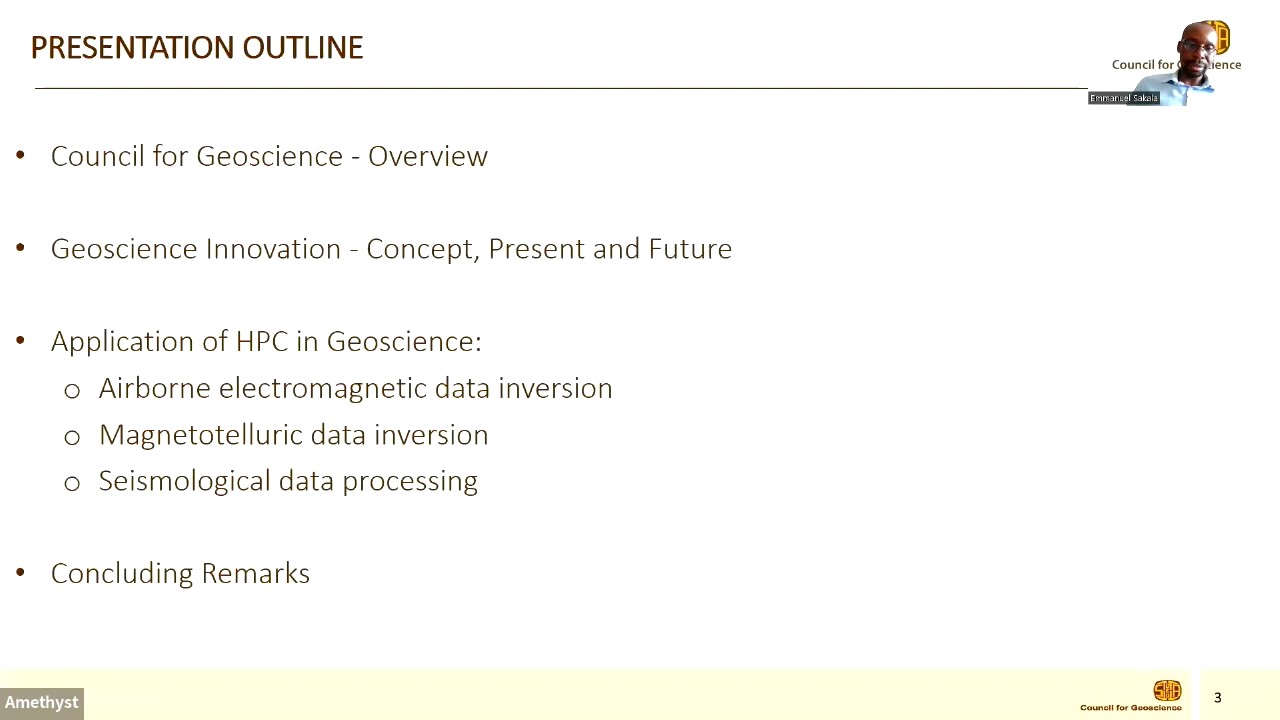 PRESENTATION OUTLINE
Council for Geoscience
Emmanuel Sakala
• Council for Geoscience - Overview
• Geoscience Innovation - Concept, Present and Future
• Application of HPC in Geoscience:
o Airborne electromagnetic data inversion
o Magnetotelluric data inversion
o Seismological data processing
• Concluding Remarks
Amethyst
Council for Geoscience
3